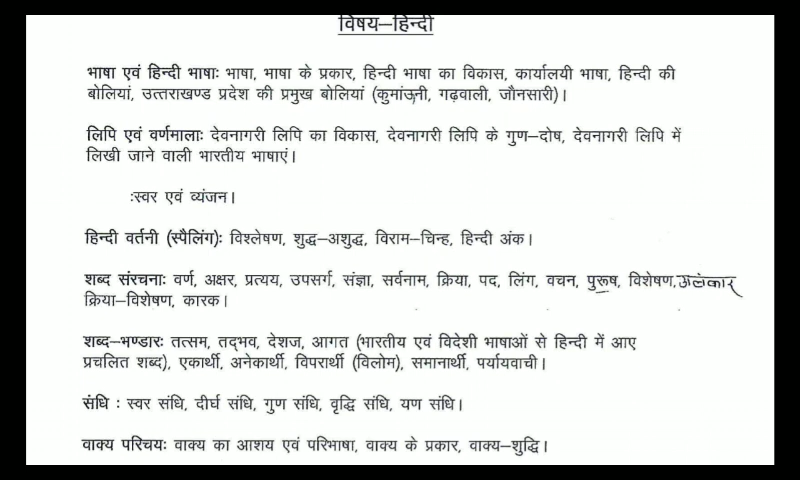 विषय–हिन्दी
भाषा एवं हिन्दी भाषाः भाषा, भाषा के प्रकार, हिन्दी भाषा का विकास, कार्यालयी भाषा, हिन्दी की
बोलियां, उत्तराखण्ड प्रदेश की प्रमुख बोलियां (कुमांऊनी, गढ़वाली, जौनसारी)।
लिपि एवं वर्णमालाः देवनागरी लिपि का विकास, देवनागरी लिपि के गुण–दोष, देवनागरी लिपि में
लिखी जाने वाली भारतीय भाषाएं।
:स्वर एवं व्यंजन।
हिन्दी वर्तनी (स्पैलिंग): विश्लेषण, शुद्ध–अशुद्ध, विराम–चिन्ह, हिन्दी अंक।
शब्द संरचनाः वर्ण, अक्षर, प्रत्यय, उपसर्ग, संज्ञा, सर्वनाम, क्रिया, पद, लिंग, वचन, पुरूष, विशेषण, अलंकार
क्रिया–विशेषण, कारक।
शब्द–भण्डारः तत्सम, तद्भव, देशज, आगत (भारतीय एवं विदेशी भाषाओं से हिन्दी में आए
प्रचलित शब्द), एकार्थी, अनेकार्थी, विपरार्थी (विलोम), समानार्थी, पर्यायवाची।
संधि : स्वर संधि, दीर्घ संधि, गुण संधि, वृद्धि संधि, यण संधि।
वाक्य परिचयः वाक्य का आशय एवं परिभाषा, वाक्य के प्रकार, वाक्य–शुद्धि।